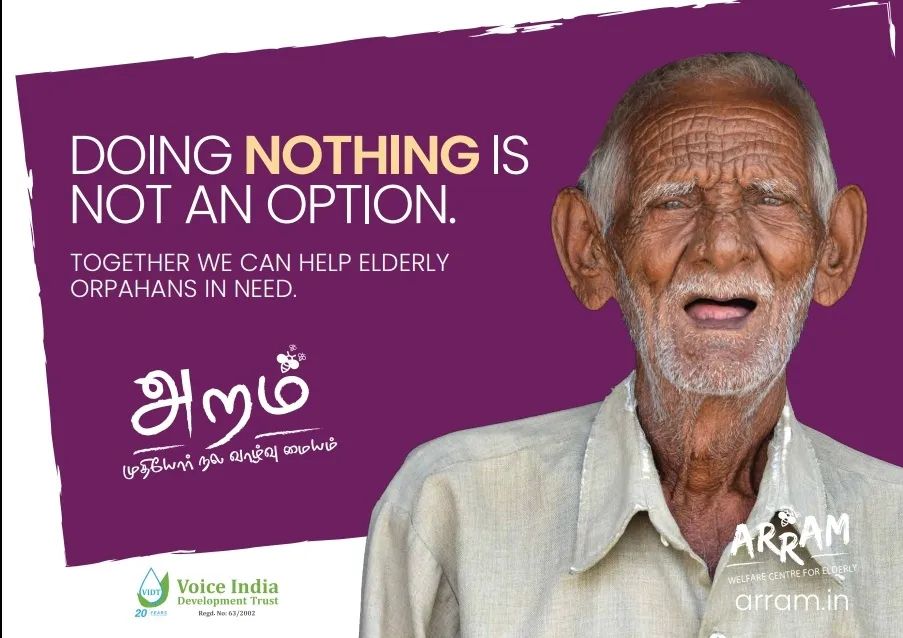 DOING NOTHING IS
NOT AN OPTION.
TOGETHER WE CAN HELP ELDERLY
ORPAHANS IN NEED.
அறம்
முதியோர் நல வாழ்வு மையம்
VIDT
20 YEARS
Voice India
Development Trust
Regd. No: 63/2002
ARRAM
WELFARE CENTRE FOR ELDERLY
arram.in